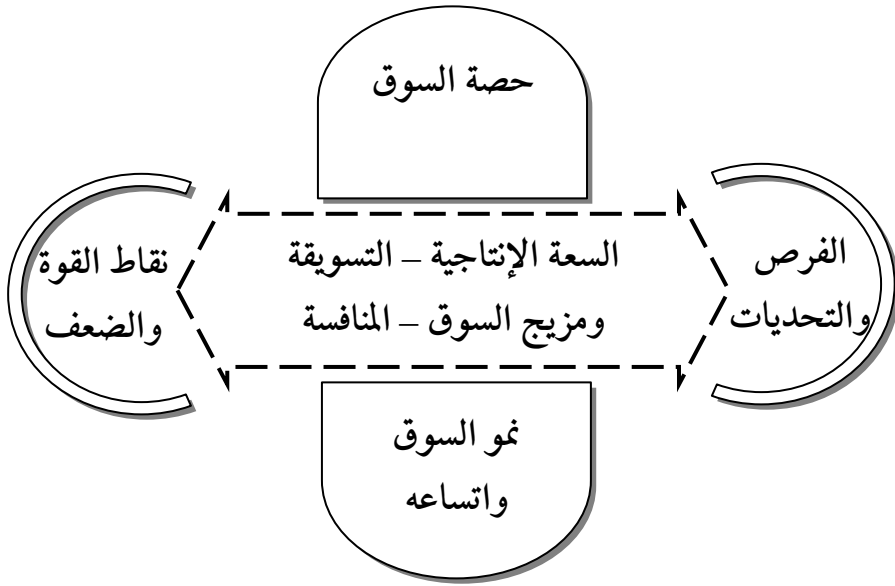 حصة السوق
الفرص
والتحديات
السعة الإنتاجية – التسويقة
ومزيج السوق – المنافسة
نقاط القوة
والضعف
نمو السوق
واتساعه